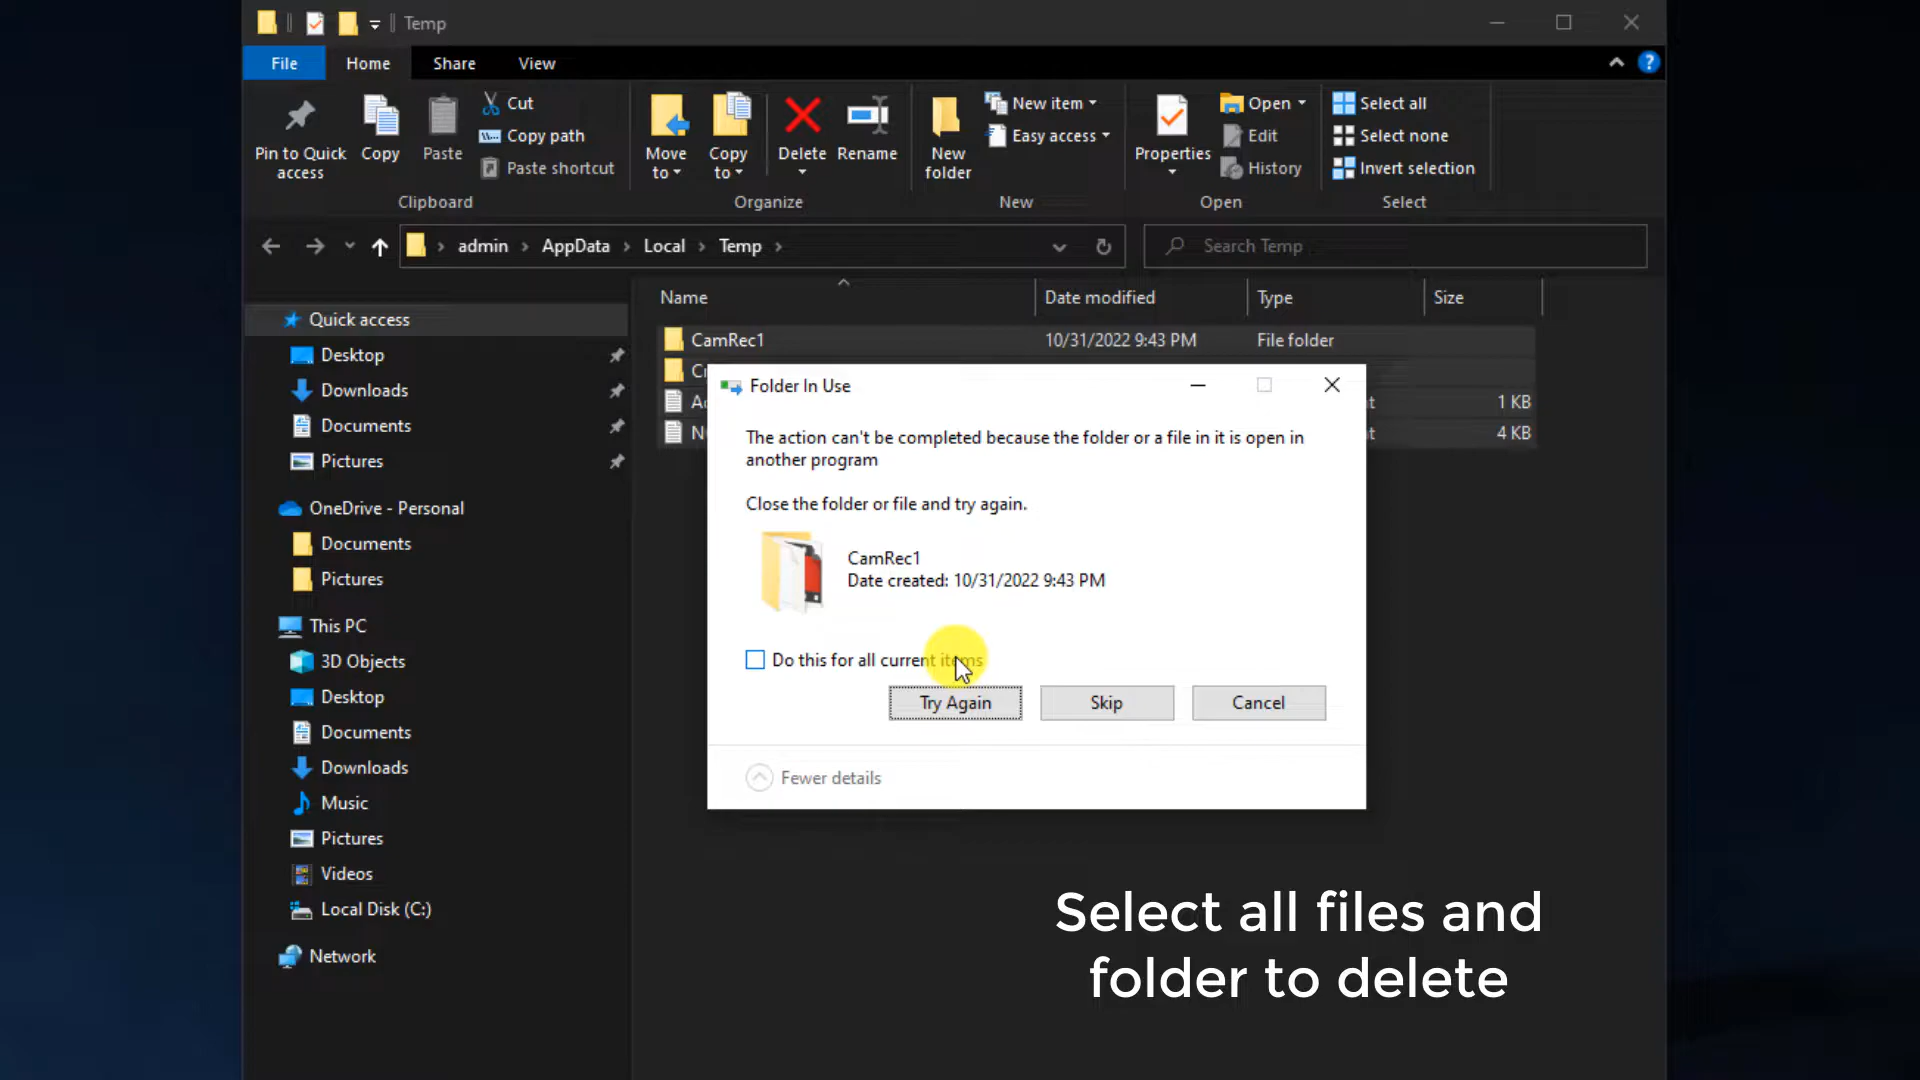 Temp
File
Home
Share
View
Pin to Quick
access
Copy
Paste
Cut
Copy path
Paste shortcut
Clipboard
Move
to
Copy
to
Delete
Rename
Organize
New
folder
New item
Easy access
New
Properties
Open
Edit
History
Open
Select all
Select none
Invert selection
Select
admin
AppData
Local
Temp
Search Temp
Quick access
Desktop
Downloads
Documents
Pictures
OneDrive - Personal
Documents
Pictures
This PC
3D Objects
Desktop
Documents
Downloads
Music
Pictures
Videos
Local Disk (C:)
Network
Name Date modified Type Size
CamRec1 10/31/2022 9:43 PM File folder
1 KB
4 KB
Folder In Use
The action can't be completed because the folder or a file in it is open in
another program
Close the folder or file and try again.
CamRec1
Date created: 10/31/2022 9:43 PM
Do this for all current items
Try Again
Skip
Cancel
Fewer details
Select all files and
folder to delete